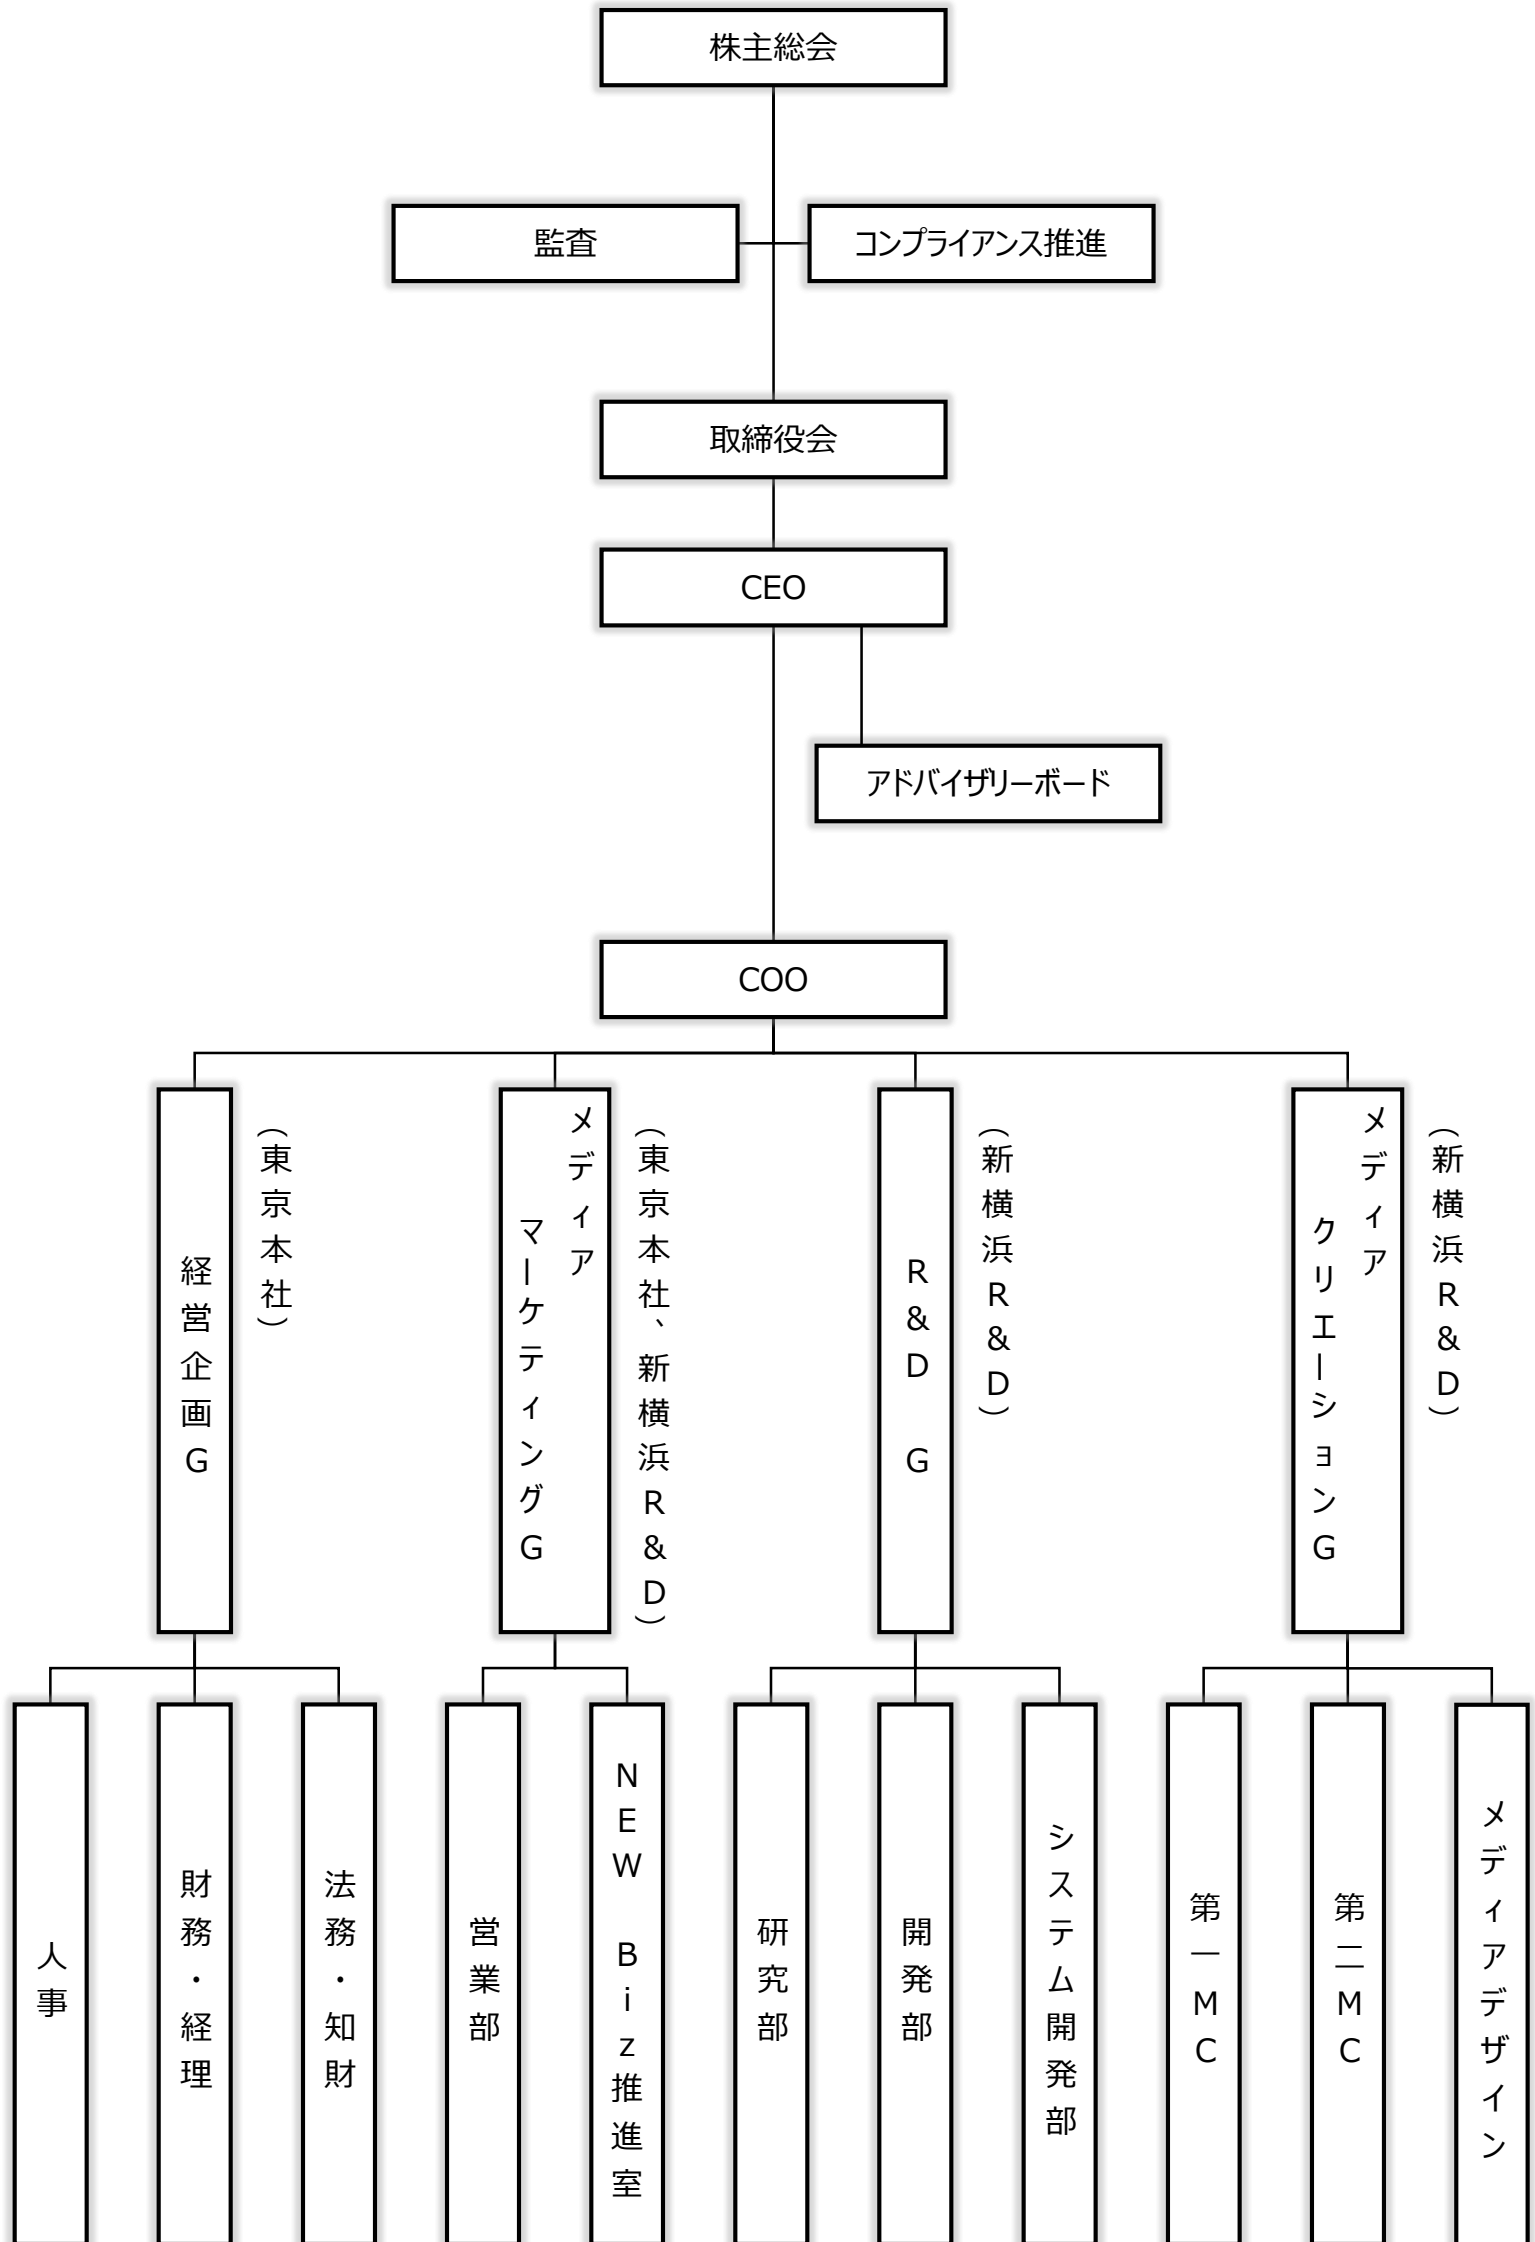 株主総会
監査
コンプライアンス推進
取締役会
CEO
アドバイザリーボード
COO
経営企画G
(東京本社)
メディア
マーケティングG
(東京本社、新横浜R&D)
R&D G
(新横浜R&D)
メディア
クリエーションG
(新横浜R&D)
人事
財務・経理
法務・知財
営業部
NEW Biz推進室
研究部
開発部
システム開発部
第一MC
第二MC
メディアデザイン